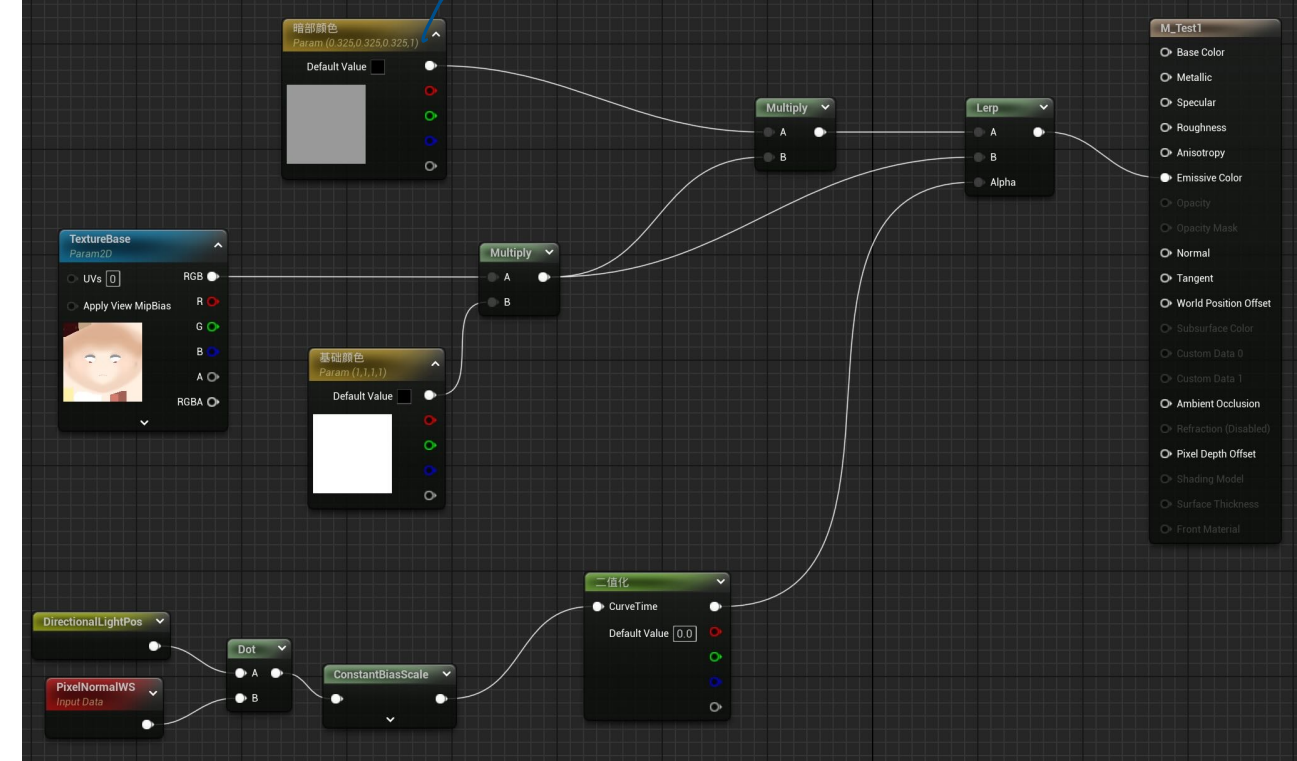 暗部颜色
Param (0.325,0.325,0.325,1)
Default Value
M_Test1
Base Color
Metallic
Specular
Roughness
Anisotropy
Emissive Color
Opacity
Opacity Mask
Normal
Tangent
World Position Offset
Subsurface Color
Custom Data 0
Custom Data 1
Ambient Occlusion
Refraction (Disabled)
Pixel Depth Offset
Shading Model
Surface Thickness
Front Material
Multiply
A
B
Lerp
A
B
Alpha
TextureBase
Param2D
UVs 0 RGB
Apply View MipBias R
G
B
A
RGBA
Multiply
A
B
基础颜色
Param (1,1,1,1)
Default Value
二值化
CurveTime
Default Value 0.0
DirectionalLightPos
PixelNormalWS
Input Data
Dot
A
B
ConstantBiasScale